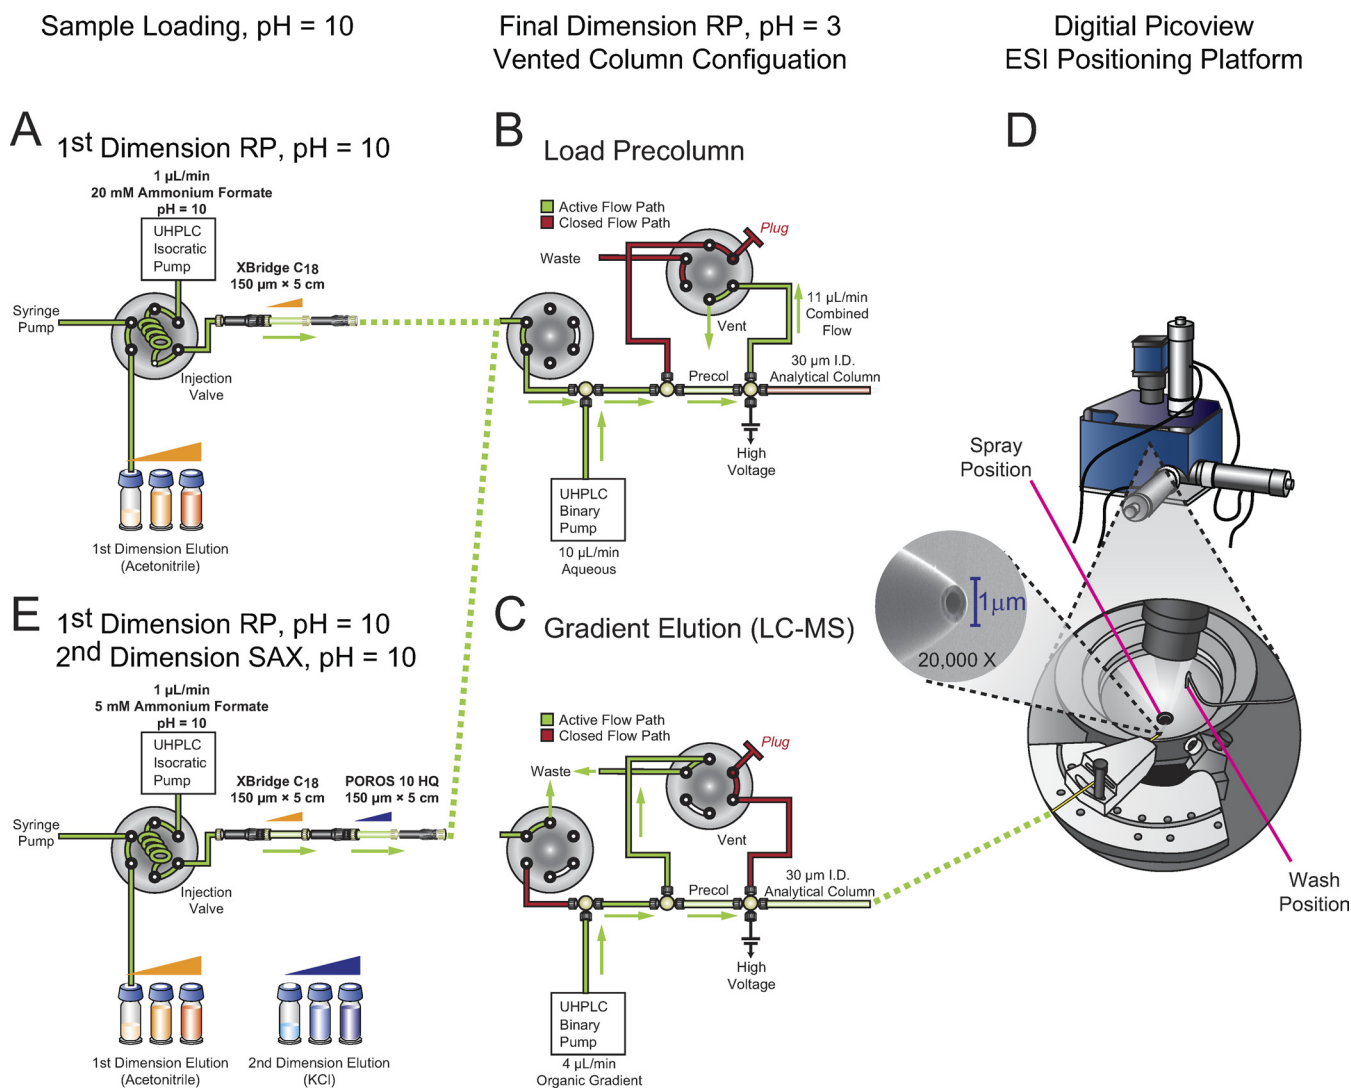 Sample Loading, pH = 10
Final Dimension RP, pH = 3
Vented Column Configuation
Digitial Picoview
ESI Positioning Platform
A
1st Dimension RP, pH = 10
1 µL/min
20 mM Ammonium Formate
pH = 10
UHPLC
Isocratic
Pump
XBridge C18
150 µm × 5 cm
Syringe
Pump
Injection
Valve
1st Dimension Elution
(Acetonitrile)
B
Load Precolumn
Active Flow Path
Closed Flow Path
Plug
Waste
11 µL/min
Combined
Flow
Vent
Precol
30 µm I.D.
Analytical Column
High
Voltage
UHPLC
Binary
Pump
10 µL/min
Aqueous
D
Spray
Position
1µm
20,000 X
Wash
Position
E
1st Dimension RP, pH = 10
2nd Dimension SAX, pH = 10
1 µL/min
5 mM Ammonium Formate
pH = 10
UHPLC
Isocratic
Pump
XBridge C18
150 µm × 5 cm
POROS 10 HQ
150 µm × 5 cm
Syringe
Pump
Injection
Valve
1st Dimension Elution
(Acetonitrile)
2nd Dimension Elution
(KCl)
C
Gradient Elution (LC-MS)
Active Flow Path
Closed Flow Path
Plug
Waste
Vent
Precol
30 µm I.D.
Analytical Column
High
Voltage
UHPLC
Binary
Pump
4 µL/min
Organic Gradient